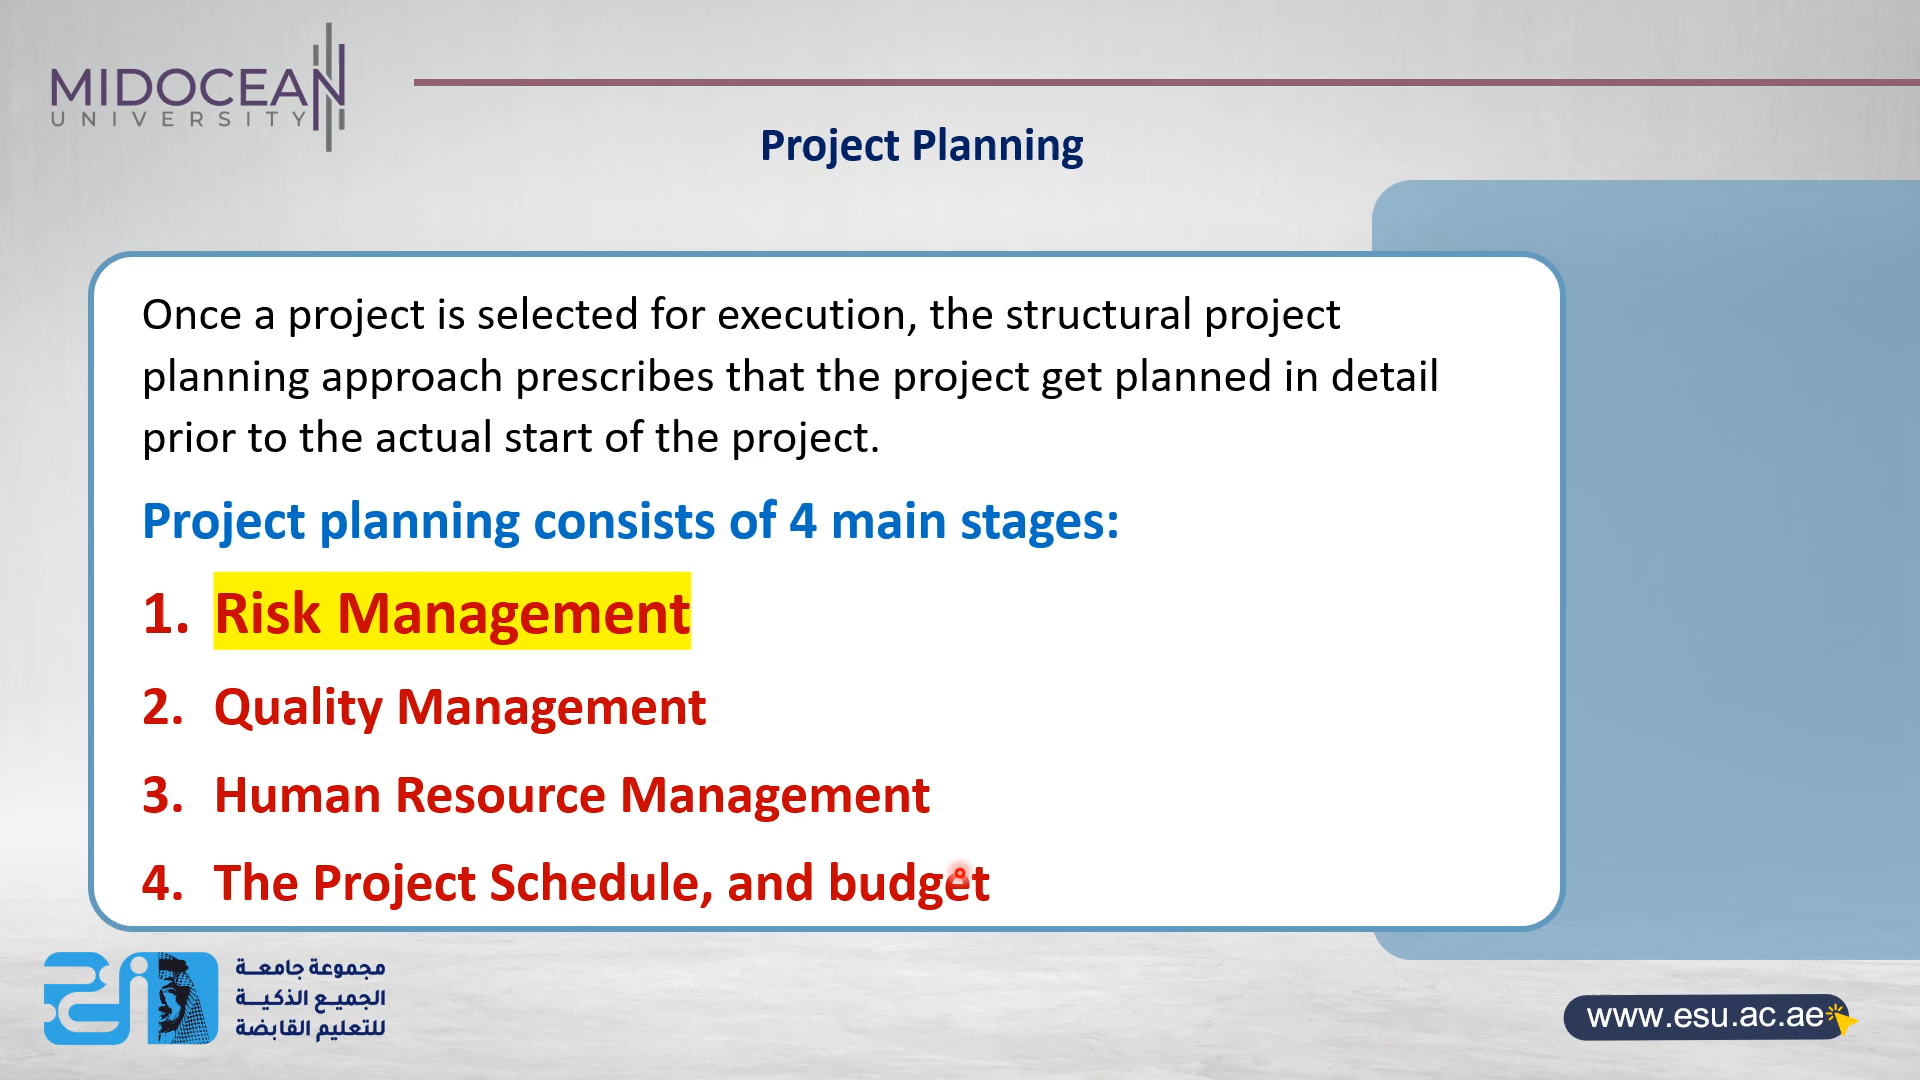 MIDOCEAN
UNIVERSITY
Project Planning
Once a project is selected for execution, the structural project
planning approach prescribes that the project get planned in detail
prior to the actual start of the project.
Project planning consists of 4 main stages:
1. Risk Management
2. Quality Management
3. Human Resource Management
4. The Project Schedule, and budget
مجموعة جامعـــة
الجميـع الذكيـــة
للتعليم القابضة
www.esu.ac.ae